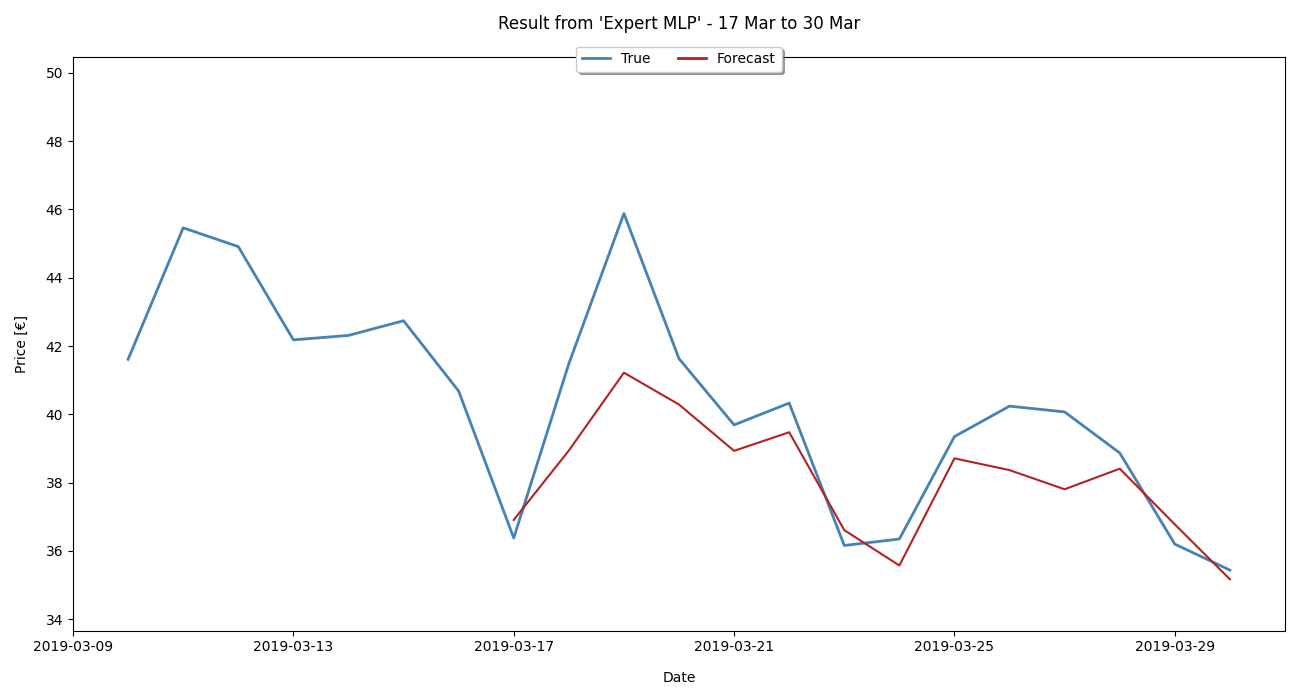 Result from 'Expert MLP' - 17 Mar to 30 Mar
True Forecast
50
48
46
44
42
40
38
36
34
Price [€]
2019-03-09 2019-03-13 2019-03-17 2019-03-21 2019-03-25 2019-03-29
Date